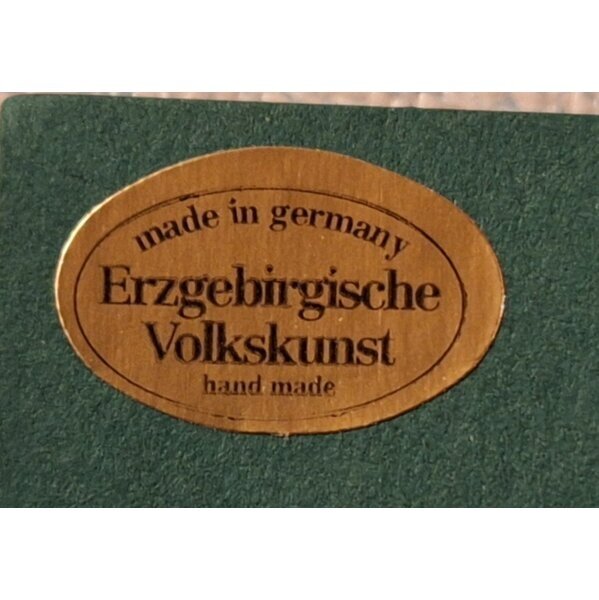 made in germany
Erzgebirgische
Volkskunst
hand made